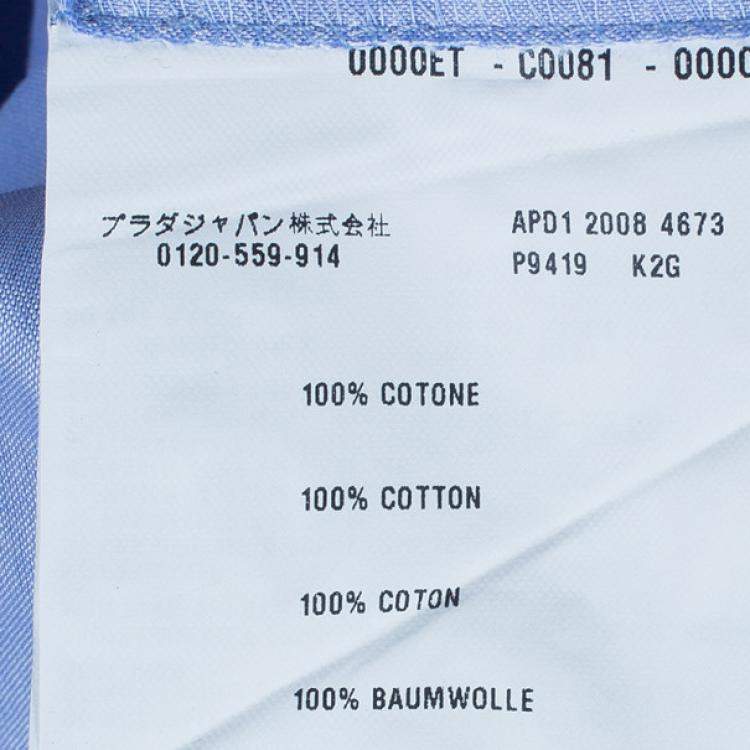 0000ET - C0081 - 0000
プラダジャパン株式会社
0120-559-914
APD1 2008 4673
P9419 K2G
100% COTONE
100% COTTON
100% COTON
100% BAUMWOLLE